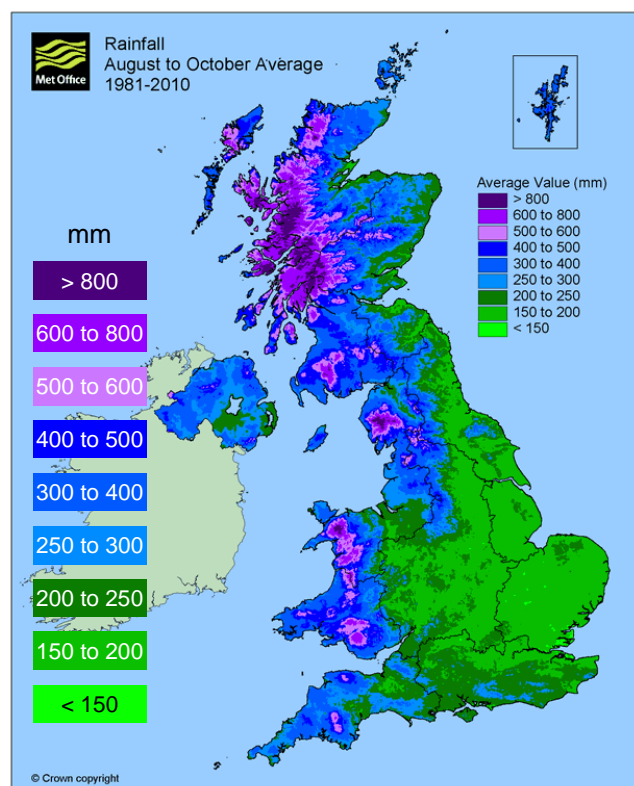 Rainfall
August to October Average
1981-2010
Met Office
Average Value (mm)
> 800
600 to 800
500 to 600
400 to 500
300 to 400
250 to 300
200 to 250
150 to 200
< 150
mm
> 800
600 to 800
500 to 600
400 to 500
300 to 400
250 to 300
200 to 250
150 to 200
< 150
© Crown copyright